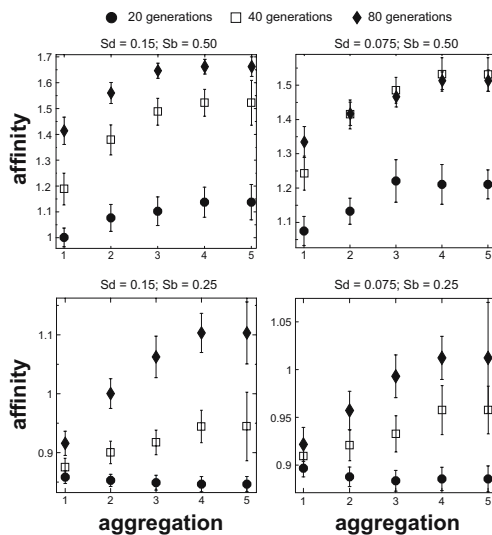 20 generations 40 generations 80 generations
Sd = 0.15; Sb = 0.50 Sd = 0.075; Sb = 0.50
affinity
1.7
1.6
1.5
1.4
1.3
1.2
1.1
1
1 2 3 4 5
1.5
1.4
1.3
1.2
1.1
1 2 3 4 5
Sd = 0.15; Sb = 0.25 Sd = 0.075; Sb = 0.25
affinity
1.1
1
0.9
1 2 3 4 5
1.05
1
0.95
0.9
1 2 3 4 5
aggregation aggregation